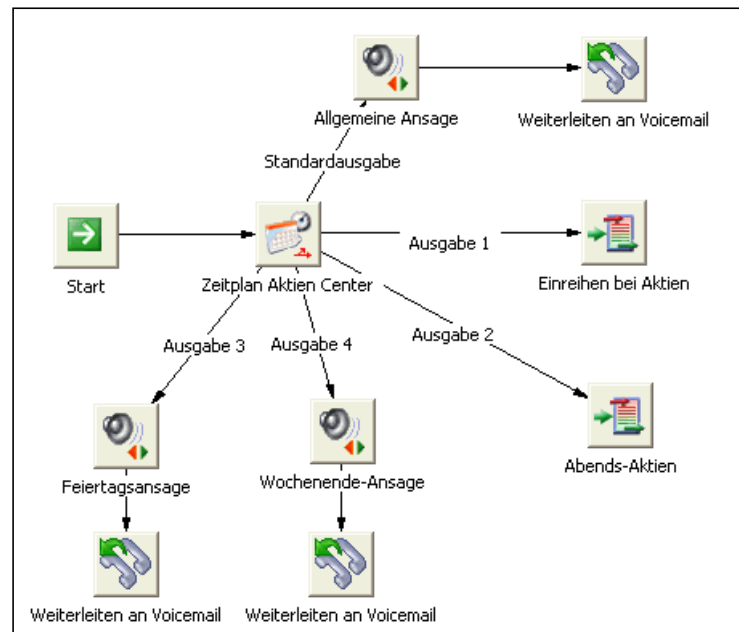 Allgemeine Ansage
Weiterleiten an Voicemail
Standardausgabe
Start
Zeitplan Aktien Center
Ausgabe 1
Einreihen bei Aktien
Ausgabe 3
Ausgabe 4
Ausgabe 2
Feiertagsansage
Wochenende-Ansage
Abends-Aktien
Weiterleiten an Voicemail
Weiterleiten an Voicemail